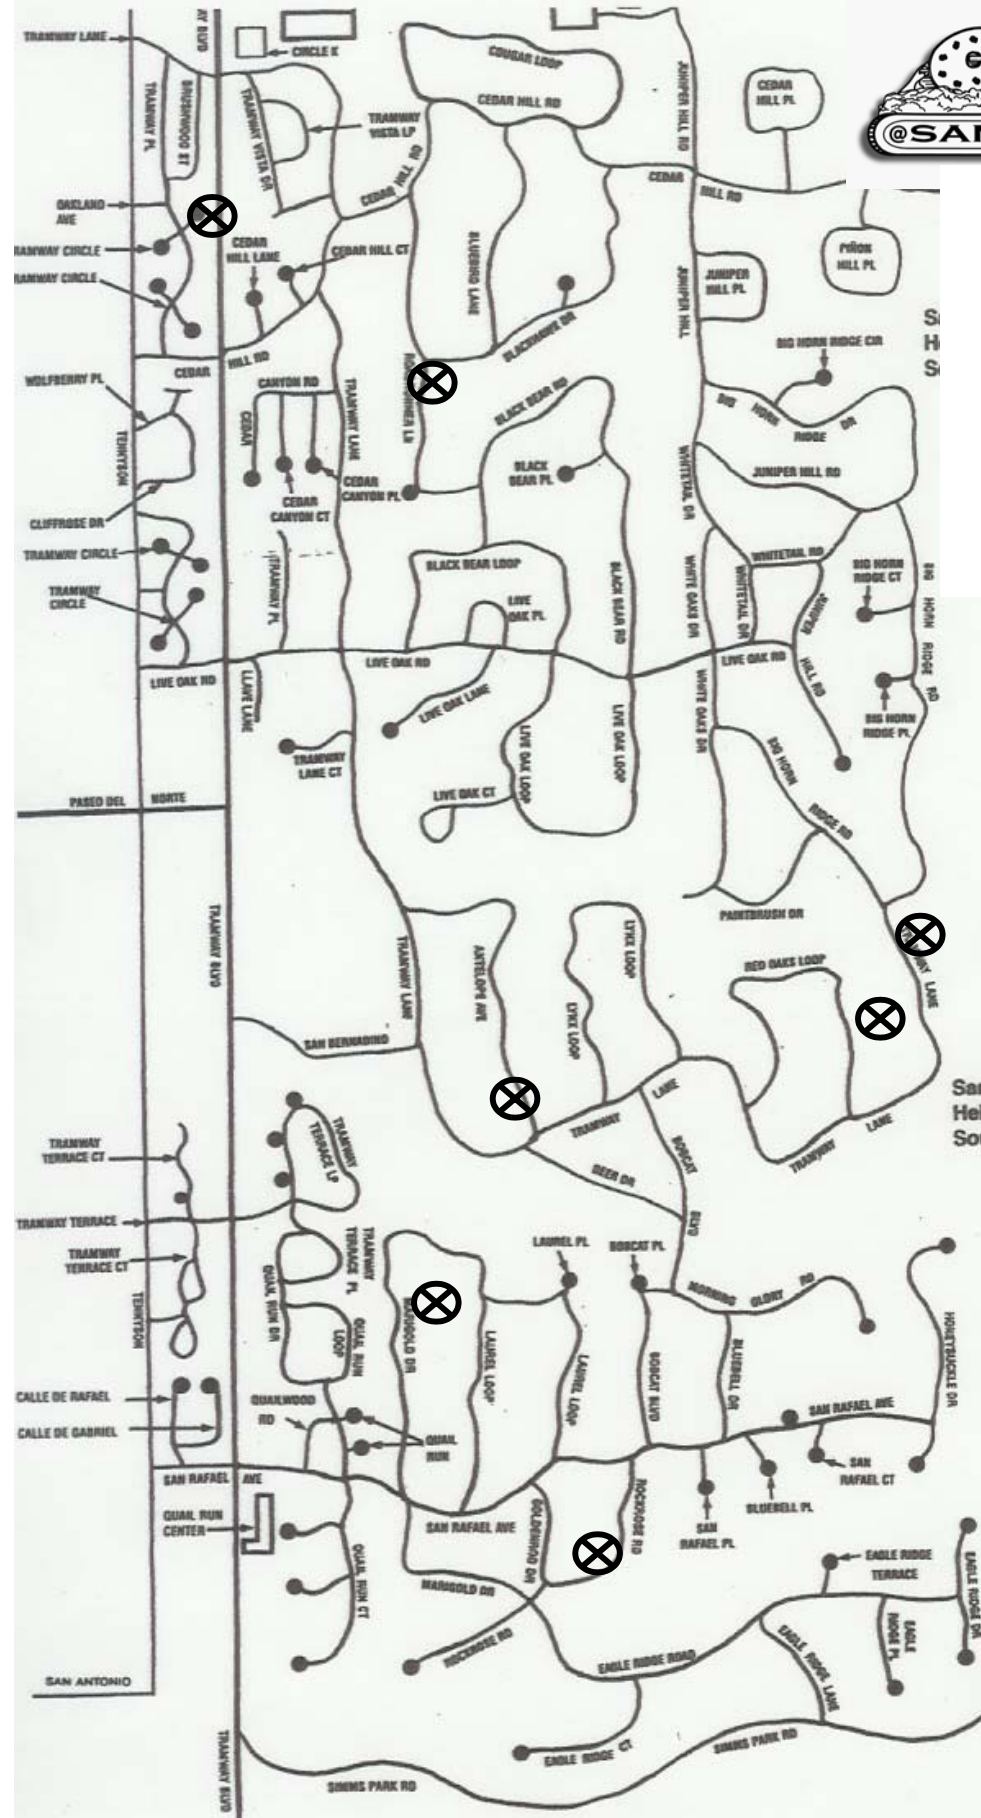 TRAMWAY LANE
AY BLVD
CIRCLE K
COUGAR LOOP
CEDAR HILL RD
JUNIPER HILL RD
CEDAR
HILL PL
@SAN
TRAMWAY PL
BRUSHWOOD ST
TRAMWAY VISTA DR
TRAMWAY
VISTA LP
CEDAR HILL RD
CEDAR
HILL RD
OAKLAND
AVE
RAMWAY CIRCLE
RAMWAY CIRCLE
CEDAR
HILL LANE
CEDAR HILL CT
BLUEBIRD LANE
BLACKHAWK DR
JUNIPER HILL
JUNIPER
HILL PL
PIÑON
HILL PL
Sa
He
So
BIG HORN RIDGE CIR
CEDAR
HILL RD
WOLFBERRY PL
TENNYSON
CLIFFROSE DR
CANYON RD
CEDAR
TRAMWAY LANE
CEDAR
CANYON PL
CEDAR
CANYON CT
BLACK BEAR RD
BLACK
BEAR PL
BIG HORN
RIDGE
DR
JUNIPER HILL RD
WHITETAIL DR
WHITETAIL RD
TRAMWAY CIRCLE
TRAMWAY
CIRCLE
TRAMWAY PL
BLACK BEAR LOOP
LIVE
OAK PL
BLACK BEAR RD
WHITE OAKS DR
WHITETAIL DR
JUNIPER
HILL RD
BIG HORN
RIDGE CT
BIG HORN RIDGE RD
BIG HORN
RIDGE PL
LIVE OAK RD
LIVE OAK RD
LIVE OAK RD
LLAVE LANE
TRAMWAY
LANE CT
LIVE OAK LANE
LIVE OAK LOOP
LIVE OAK LOOP
LIVE OAK CT
WHITE OAKS DR
BIG HORN
RIDGE RD
PASEO DEL
NORTE
PAINTBRUSH DR
TRAMWAY BLVD
TRAMWAY LANE
ANTELOPE AVE
LYNX LOOP
LYNX LOOP
RED OAKS LOOP
LANE
SAN BERNADINO
TRAMWAY
LANE
TRAMWAY
LANE
San
Hei
Sou
DEER DR
BOBCAT
BLVD
TRAMWAY
TERRACE CT
TRAMWAY
TERRACE LP
TRAMWAY TERRACE
TRAMWAY
TERRACE CT
TRAMWAY
TERRACE PL
TENNYSON
QUAIL RUN DR
QUAIL RUN
LOOP
MARIGOLD DR
LAUREL PL
BOBCAT PL
MORNING
GLORY
RD
LAUREL LOOP
LAUREL LOOP
BOBCAT BLVD
BLUEBELL DR
HONEYSUCKLE DR
CALLE DE RAFAEL
CALLE DE GABRIEL
QUAILWOOD
RD
QUAIL
RUN
SAN RAFAEL AVE
SAN RAFAEL
AVE
SAN RAFAEL AVE
SAN
RAFAEL CT
BLUEBELL PL
SAN
RAFAEL PL
QUAIL RUN
CENTER
QUAIL RUN CT
GOLDENROD DR
ROCKROSE RD
MARIGOLD DR
ROCKROSE RD
EAGLE RIDGE
TERRACE
EAGLE RIDGE DR
EAGLE
RIDGE PL
EAGLE RIDGE LANE
EAGLE RIDGE ROAD
EAGLE RIDGE CT
SAN ANTONIO
TRAMWAY BLVD
SIMMS PARK RD
SIMMS PARK RD